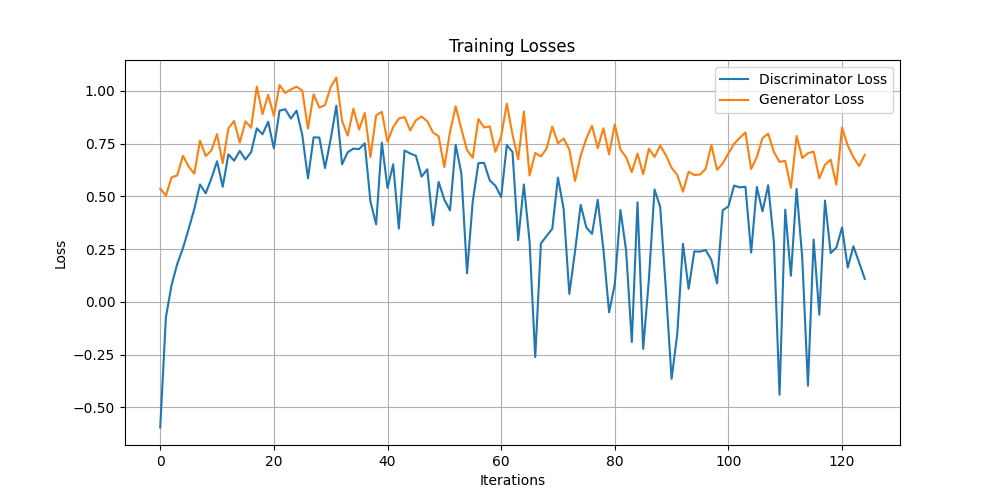 Training Losses
Discriminator Loss
Generator Loss
1.00
0.75
0.50
0.25
0.00
−0.25
−0.50
Loss
0 20 40 60 80 100 120
Iterations